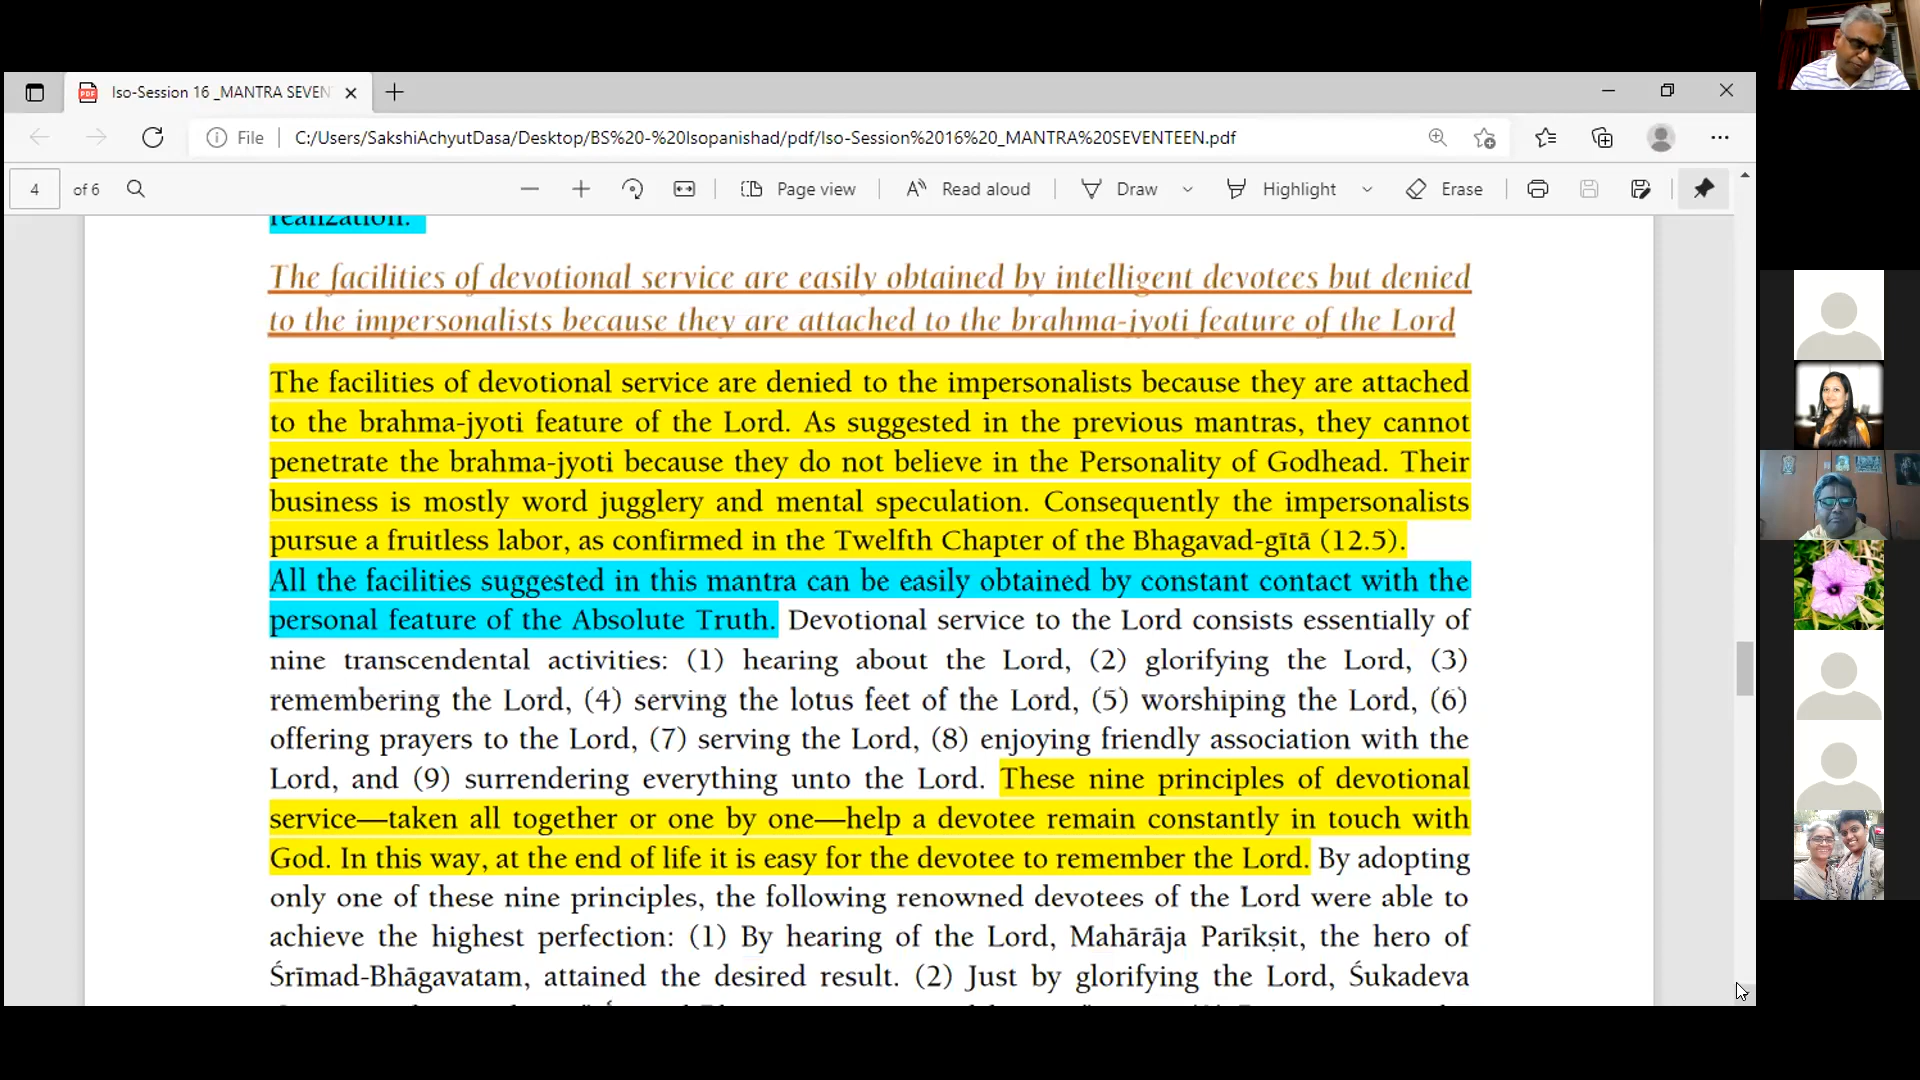 Iso-Session 16 _MANTRA SEVEN
File
C:/Users/SakshiAchyutDasa/Desktop/BS%20-%20Isopanishad/pdf/Iso-Session%2016%20_MANTRA%20SEVENTEEN.pdf
4 of 6
Page view
Read aloud
Draw
Highlight
Erase
realization.
The facilities of devotional service are easily obtained by intelligent devotees but denied
to the impersonalists because they are attached to the brahma-jyoti feature of the Lord
The facilities of devotional service are denied to the impersonalists because they are attached
to the brahma-jyoti feature of the Lord. As suggested in the previous mantras, they cannot
penetrate the brahma-jyoti because they do not believe in the Personality of Godhead. Their
business is mostly word jugglery and mental speculation. Consequently the impersonalists
pursue a fruitless labor, as confirmed in the Twelfth Chapter of the Bhagavad-gītā (12.5).
All the facilities suggested in this mantra can be easily obtained by constant contact with the
personal feature of the Absolute Truth. Devotional service to the Lord consists essentially of
nine transcendental activities: (1) hearing about the Lord, (2) glorifying the Lord, (3)
remembering the Lord, (4) serving the lotus feet of the Lord, (5) worshiping the Lord, (6)
offering prayers to the Lord, (7) serving the Lord, (8) enjoying friendly association with the
Lord, and (9) surrendering everything unto the Lord. These nine principles of devotional
service—taken all together or one by one—help a devotee remain constantly in touch with
God. In this way, at the end of life it is easy for the devotee to remember the Lord. By adopting
only one of these nine principles, the following renowned devotees of the Lord were able to
achieve the highest perfection: (1) By hearing of the Lord, Mahārāja Parīkṣit, the hero of
Śrīmad-Bhāgavatam, attained the desired result. (2) Just by glorifying the Lord, Śukadeva